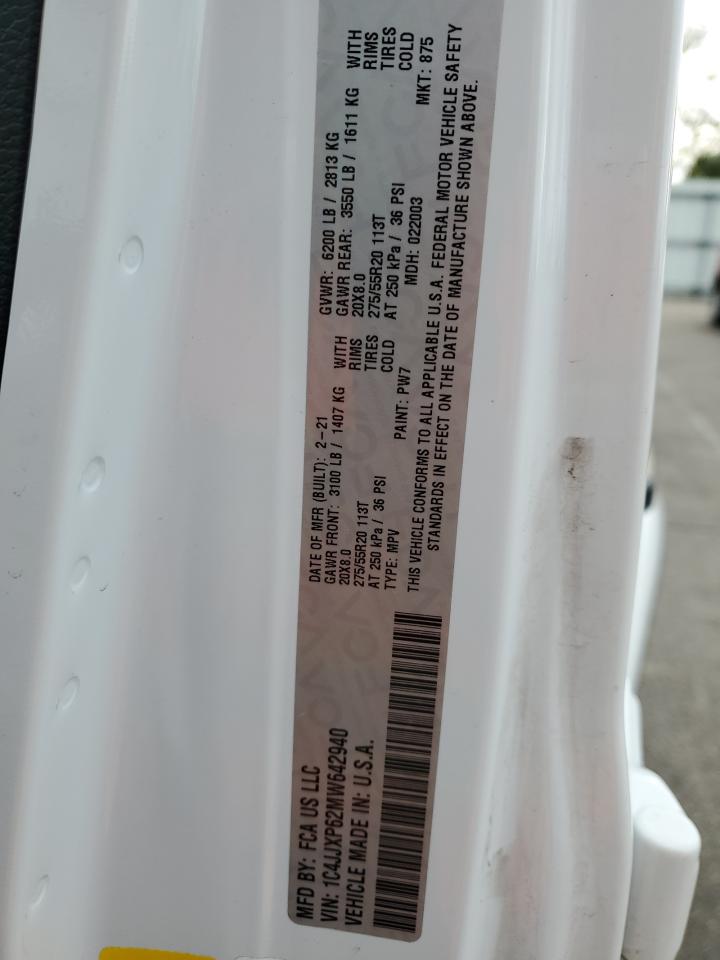 MFD BY: FCA US LLC
VIN: 1C4JJXP62MW642940
VEHICLE MADE IN: U.S.A.
DATE OF MFR (BUILT): 2-21
GAWR FRONT: 3100 LB / 1407 KG WITH
20X8.0 RIMS
275/55R20 113T TIRES
AT 250 kPa / 36 PSI COLD
TYPE: MPV PAINT: PW7
GVWR: 6200 LB / 2813 KG
GAWR REAR: 3550 LB / 1611 KG WITH
20X8.0 RIMS
275/55R20 113T TIRES
AT 250 kPa / 36 PSI COLD
MDH: 022003 MKT: 875
THIS VEHICLE CONFORMS TO ALL APPLICABLE U.S.A. FEDERAL MOTOR VEHICLE SAFETY
STANDARDS IN EFFECT ON THE DATE OF MANUFACTURE SHOWN ABOVE.